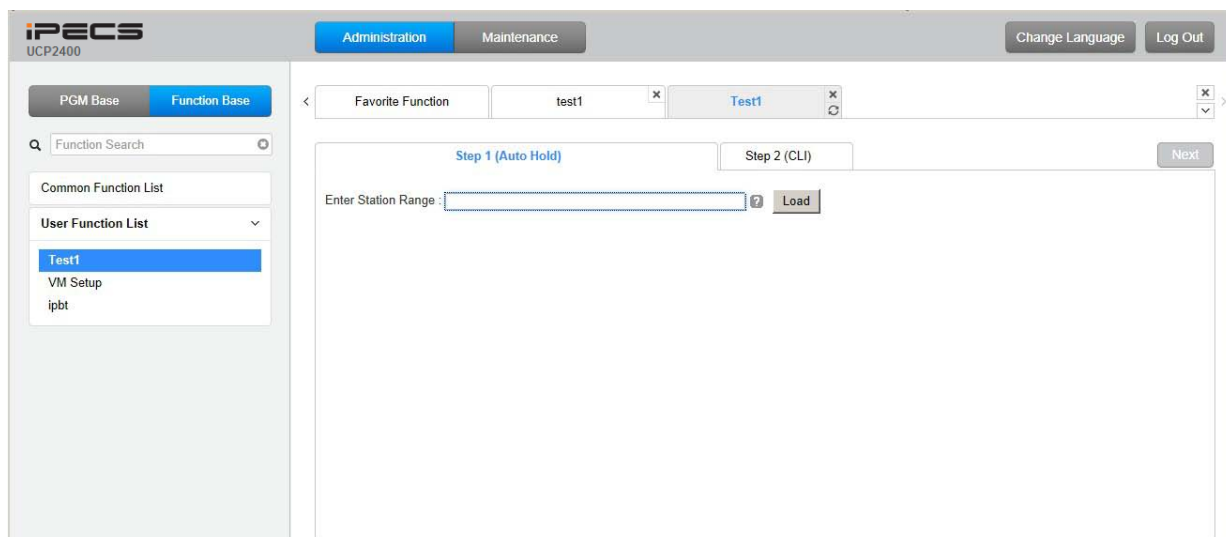 iPECS
UCP2400
Administration
Maintenance
Change Language
Log Out
PGM Base
Function Base
Function Search
Common Function List
User Function List
Test1
VM Setup
ipbt
Favorite Function
test1
Test1
Step 1 (Auto Hold)
Step 2 (CLI)
Next
Enter Station Range :
?
Load